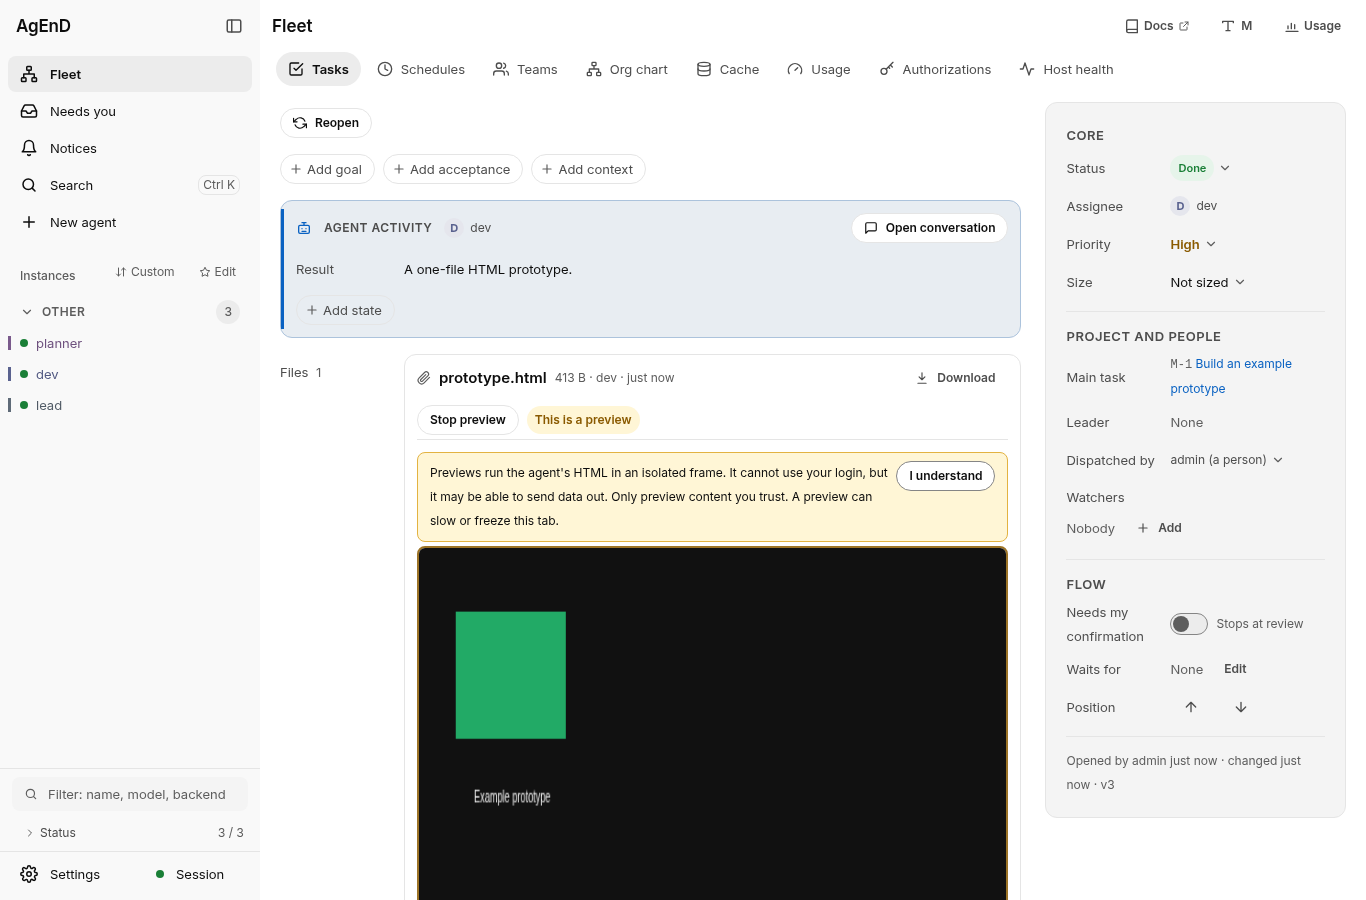 AgEnD
Fleet
Needs you
Notices
Search Ctrl K
New agent
Instances Custom Edit
OTHER 3
planner
dev
lead
Filter: name, model, backend
Status 3 / 3
Settings Session
Fleet
Docs M Usage
Tasks Schedules Teams Org chart Cache Usage Authorizations Host health
Reopen
Add goal Add acceptance Add context
AGENT ACTIVITY D dev Open conversation
Result A one-file HTML prototype.
Add state
Files 1
prototype.html 413 B · dev · just now Download
Stop preview This is a preview
Previews run the agent's HTML in an isolated frame. It cannot use your login, but
it may be able to send data out. Only preview content you trust. A preview can
slow or freeze this tab.
I understand
Example prototype
CORE
Status Done
Assignee D dev
Priority High
Size Not sized
PROJECT AND PEOPLE
Main task M-1 Build an example
prototype
Leader None
Dispatched by admin (a person)
Watchers
Nobody Add
FLOW
Needs my
confirmation Stops at review
Waits for None Edit
Position
Opened by admin just now · changed just
now · v3